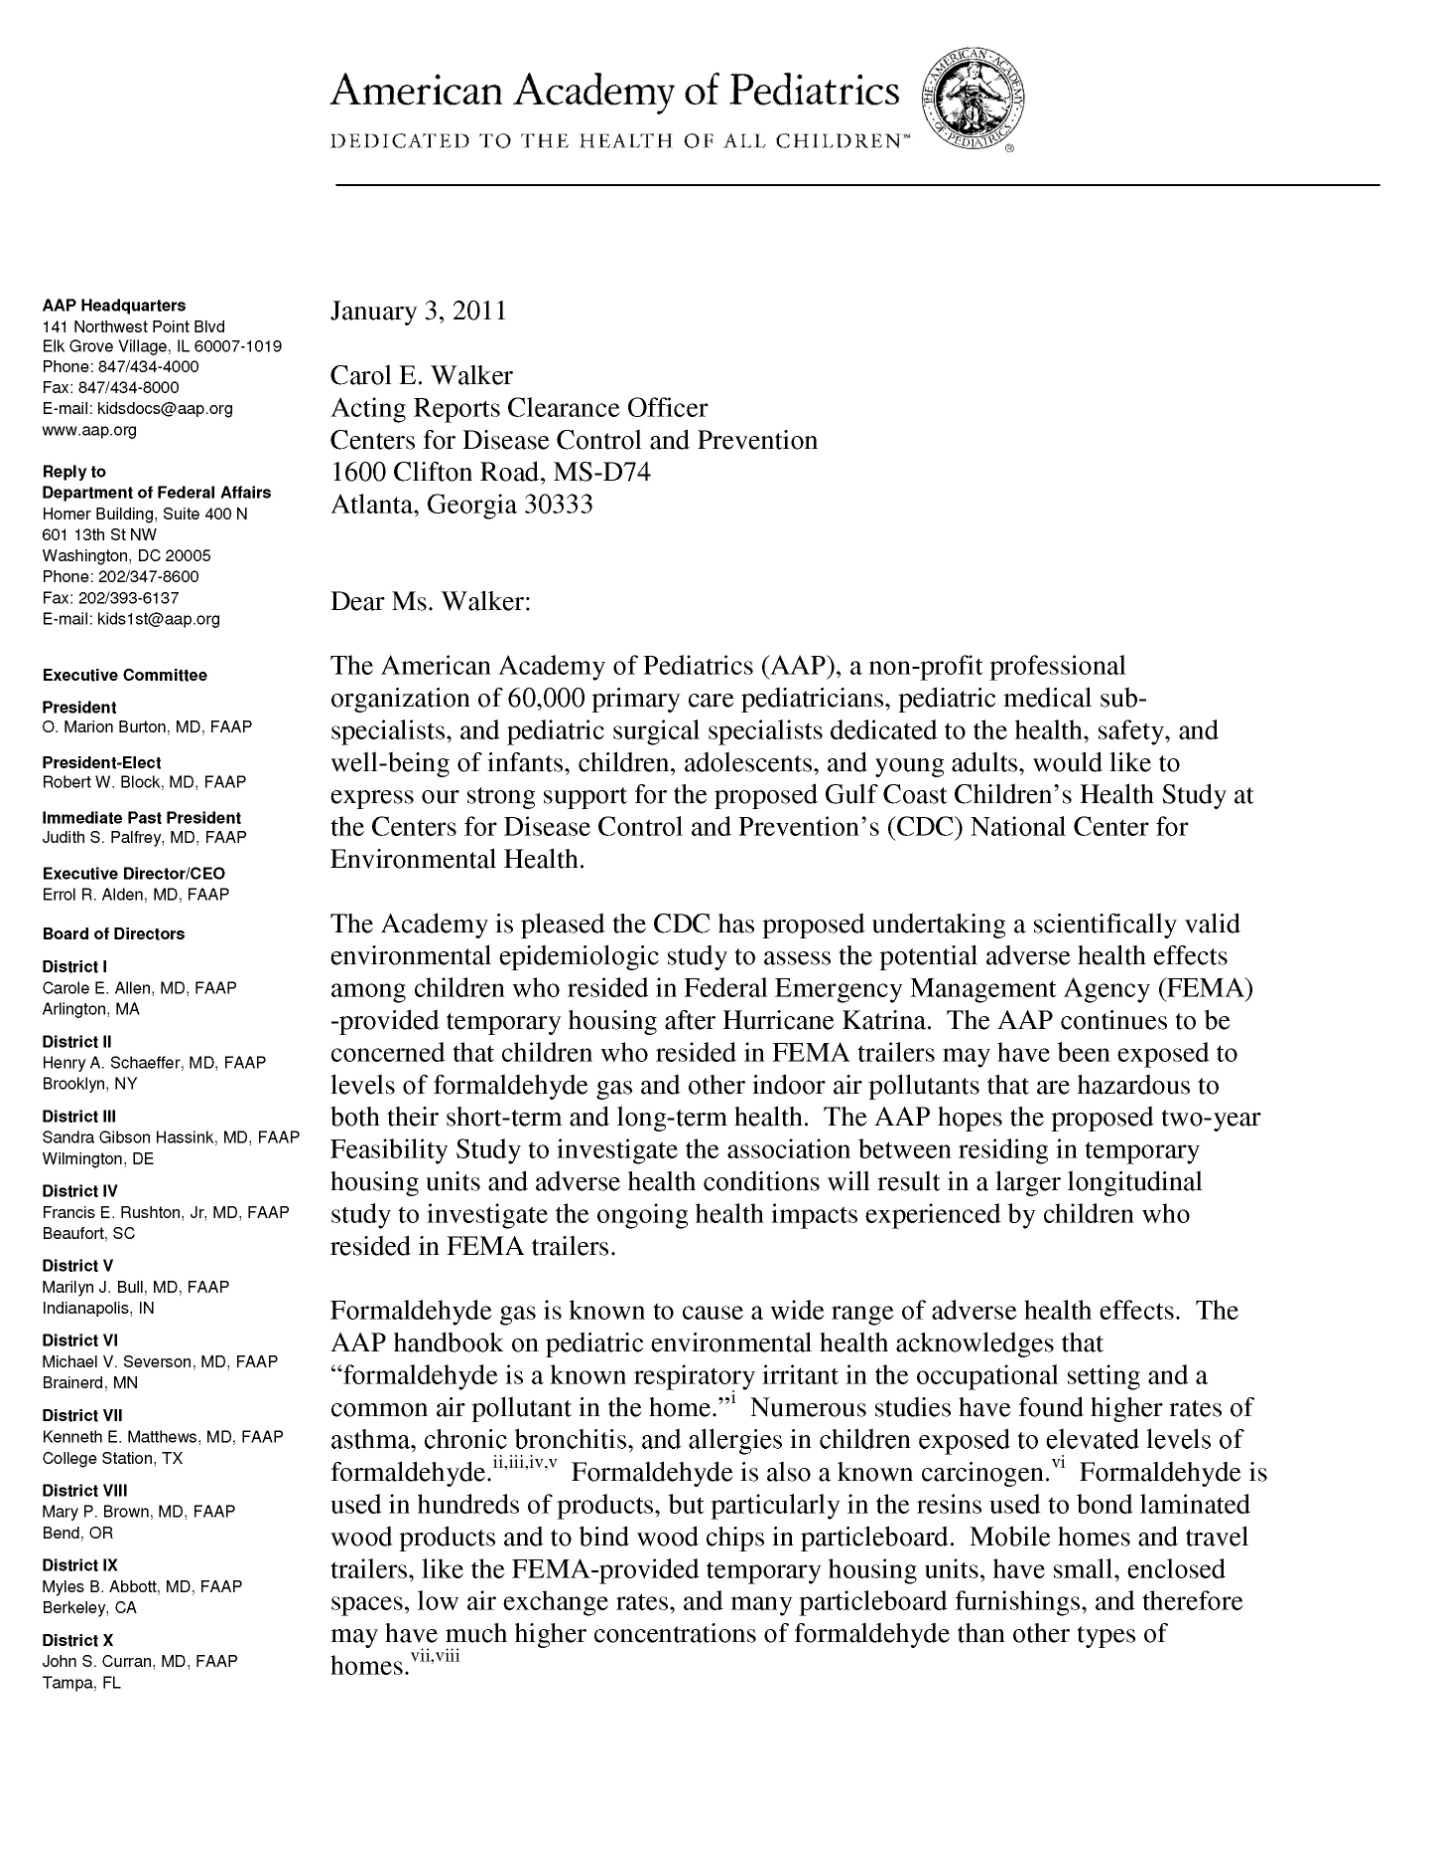 American Academy of Pediatrics
DEDICATED TO THE HEALTH OF ALL CHILDREN™
THE · AMERICAN · ACADEMY · OF · PEDIATRICS ·
®
AAP Headquarters
141 Northwest Point Blvd
Elk Grove Village, IL 60007-1019
Phone: 847/434-4000
Fax: 847/434-8000
E-mail: kidsdocs@aap.org
www.aap.org
Reply to
Department of Federal Affairs
Homer Building, Suite 400 N
601 13th St NW
Washington, DC 20005
Phone: 202/347-8600
Fax: 202/393-6137
E-mail: kids1st@aap.org
Executive Committee
President
O. Marion Burton, MD, FAAP
President-Elect
Robert W. Block, MD, FAAP
Immediate Past President
Judith S. Palfrey, MD, FAAP
Executive Director/CEO
Errol R. Alden, MD, FAAP
Board of Directors
District I
Carole E. Allen, MD, FAAP
Arlington, MA
District II
Henry A. Schaeffer, MD, FAAP
Brooklyn, NY
District III
Sandra Gibson Hassink, MD, FAAP
Wilmington, DE
District IV
Francis E. Rushton, Jr, MD, FAAP
Beaufort, SC
District V
Marilyn J. Bull, MD, FAAP
Indianapolis, IN
District VI
Michael V. Severson, MD, FAAP
Brainerd, MN
District VII
Kenneth E. Matthews, MD, FAAP
College Station, TX
District VIII
Mary P. Brown, MD, FAAP
Bend, OR
District IX
Myles B. Abbott, MD, FAAP
Berkeley, CA
District X
John S. Curran, MD, FAAP
Tampa, FL
January 3, 2011
Carol E. Walker
Acting Reports Clearance Officer
Centers for Disease Control and Prevention
1600 Clifton Road, MS-D74
Atlanta, Georgia 30333
Dear Ms. Walker:
The American Academy of Pediatrics (AAP), a non-profit professional
organization of 60,000 primary care pediatricians, pediatric medical sub-
specialists, and pediatric surgical specialists dedicated to the health, safety, and
well-being of infants, children, adolescents, and young adults, would like to
express our strong support for the proposed Gulf Coast Children’s Health Study at
the Centers for Disease Control and Prevention’s (CDC) National Center for
Environmental Health.
The Academy is pleased the CDC has proposed undertaking a scientifically valid
environmental epidemiologic study to assess the potential adverse health effects
among children who resided in Federal Emergency Management Agency (FEMA)
-provided temporary housing after Hurricane Katrina.  The AAP continues to be
concerned that children who resided in FEMA trailers may have been exposed to
levels of formaldehyde gas and other indoor air pollutants that are hazardous to
both their short-term and long-term health.  The AAP hopes the proposed two-year
Feasibility Study to investigate the association between residing in temporary
housing units and adverse health conditions will result in a larger longitudinal
study to investigate the ongoing health impacts experienced by children who
resided in FEMA trailers.
Formaldehyde gas is known to cause a wide range of adverse health effects.  The
AAP handbook on pediatric environmental health acknowledges that
“formaldehyde is a known respiratory irritant in the occupational setting and a
common air pollutant in the home.”i  Numerous studies have found higher rates of
asthma, chronic bronchitis, and allergies in children exposed to elevated levels of
formaldehyde.ii,iii,iv,v  Formaldehyde is also a known carcinogen.vi  Formaldehyde is
used in hundreds of products, but particularly in the resins used to bond laminated
wood products and to bind wood chips in particleboard.  Mobile homes and travel
trailers, like the FEMA-provided temporary housing units, have small, enclosed
spaces, low air exchange rates, and many particleboard furnishings, and therefore
may have much higher concentrations of formaldehyde than other types of
homes.vii,viii